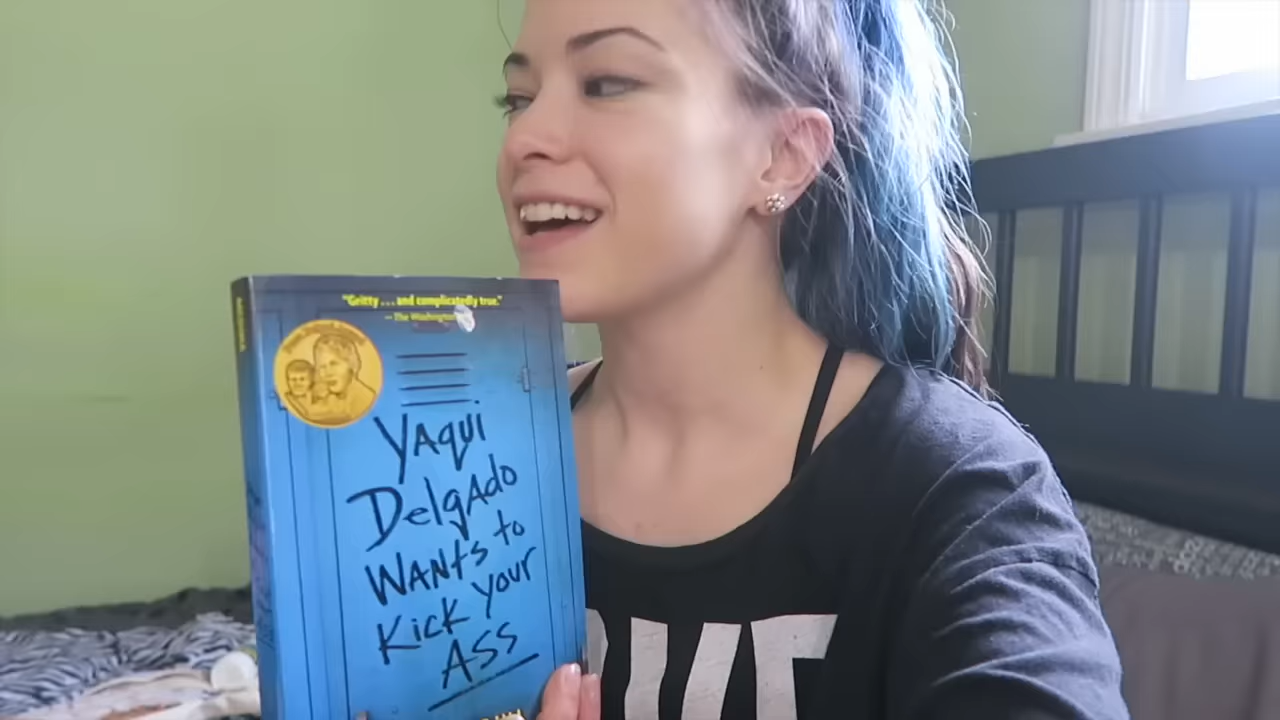 "Gritty . . . and complicatedly true."
— The Washington
YAquI
DelgAdo
WANts to
Kick Your
ASS